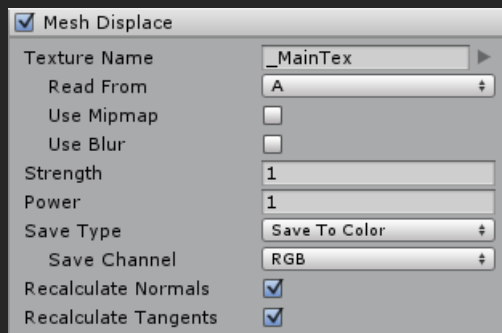 Mesh Displace
Texture Name _MainTex
Read From A
Use Mipmap
Use Blur
Strength 1
Power 1
Save Type Save To Color
Save Channel RGB
Recalculate Normals
Recalculate Tangents